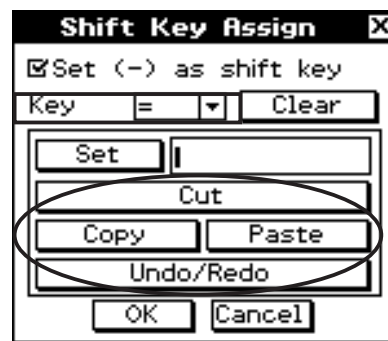 Shift Key Assign X
Set (-) as shift key
Key = Clear
Set
Cut
Copy Paste
Undo/Redo
OK Cancel